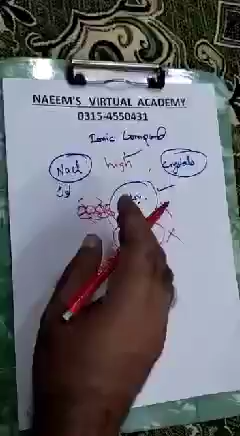 NAEEM'S VIRTUAL ACADEMY
0315-4550431
Ionic Compound
NaCl high , Crystals